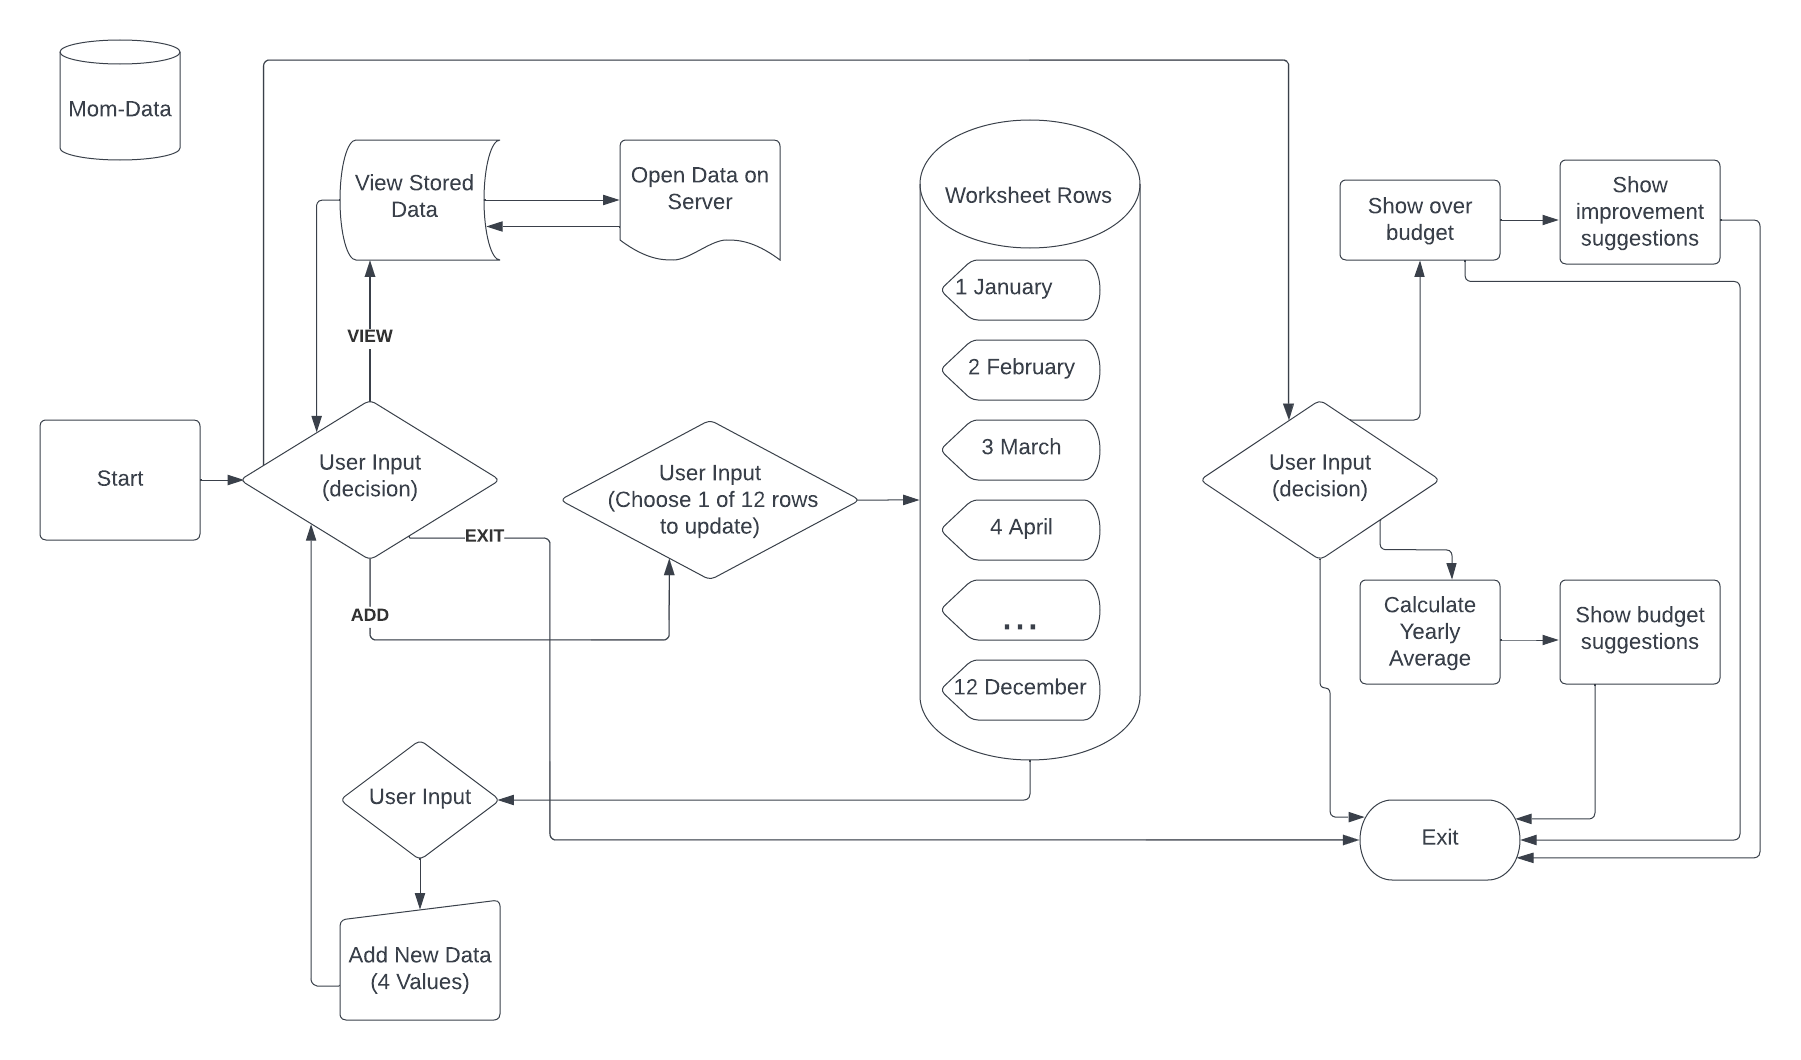 Mom-Data
View Stored
Data
Open Data on
Server
VIEW
Start
User Input
(decision)
EXIT
ADD
User Input
(Choose 1 of 12 rows
to update)
Worksheet Rows
1 January
2 February
3 March
4 April
...
12 December
User Input
Add New Data
(4 Values)
User Input
(decision)
Show over
budget
Show
improvement
suggestions
Calculate
Yearly
Average
Show budget
suggestions
Exit